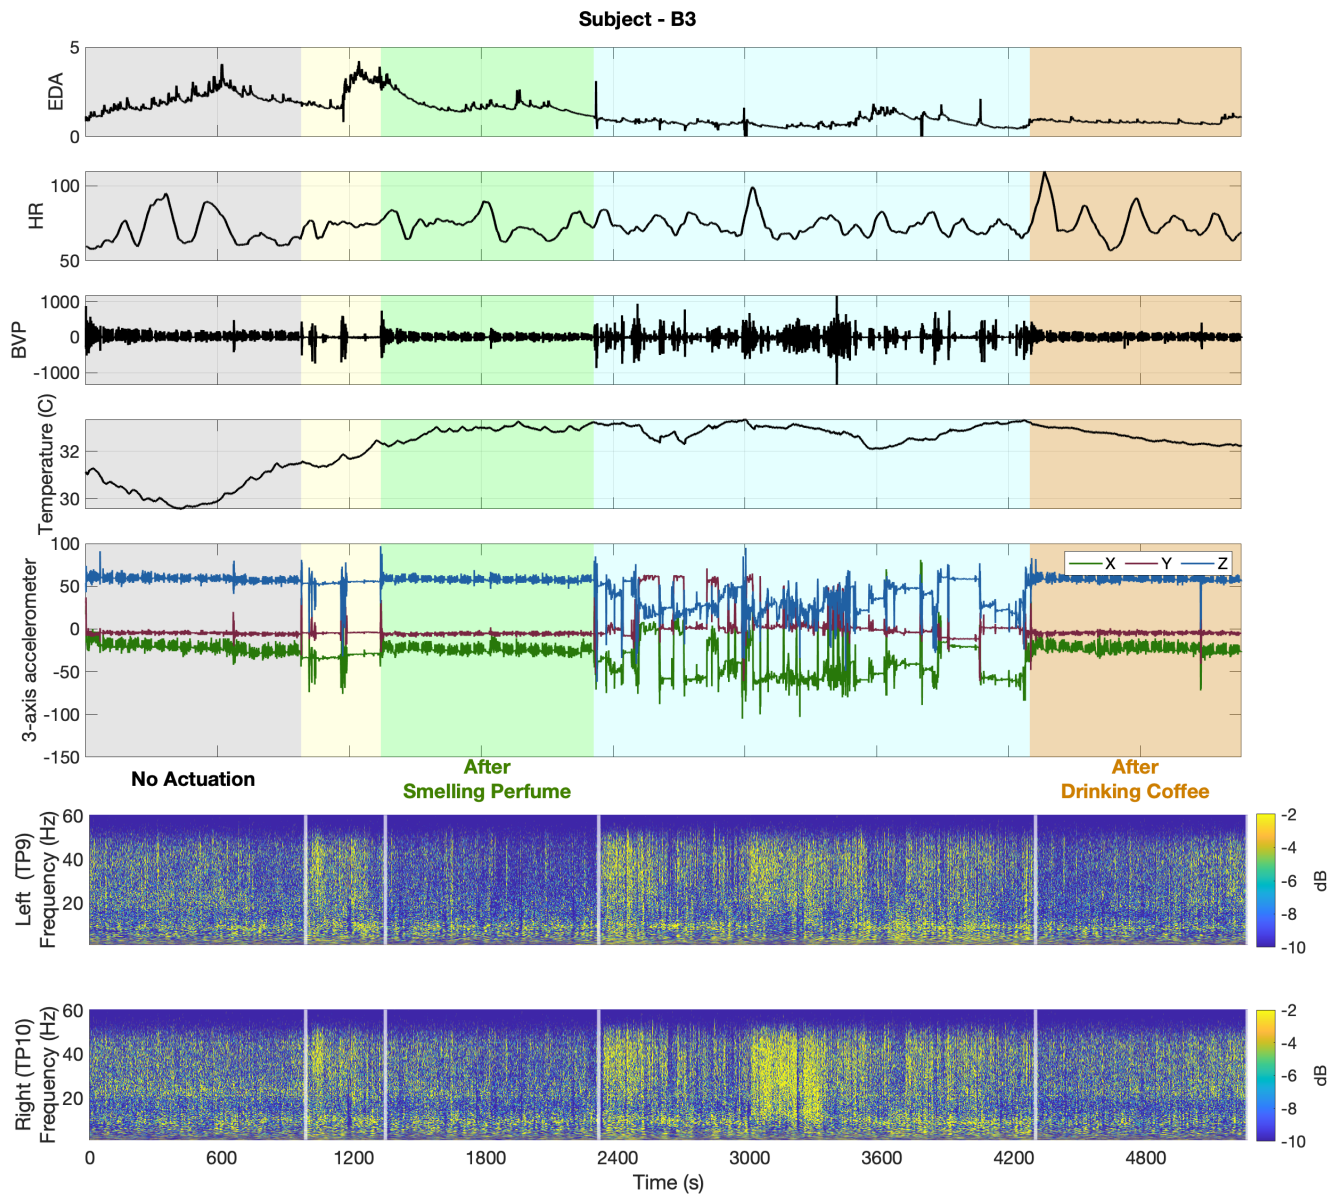 Subject - B3
EDA
5
0
HR
100
50
BVP
1000
0
-1000
Temperature (C)
32
30
3-axis accelerometer
100
50
0
-50
-100
-150
X
Y
Z
No Actuation
After
Smelling Perfume
After
Drinking Coffee
Left (TP9)
Frequency (Hz)
60
40
20
-2
-4
-6
-8
-10
dB
Right (TP10)
Frequency (Hz)
60
40
20
-2
-4
-6
-8
-10
dB
0
600
1200
1800
2400
3000
3600
4200
4800
Time (s)